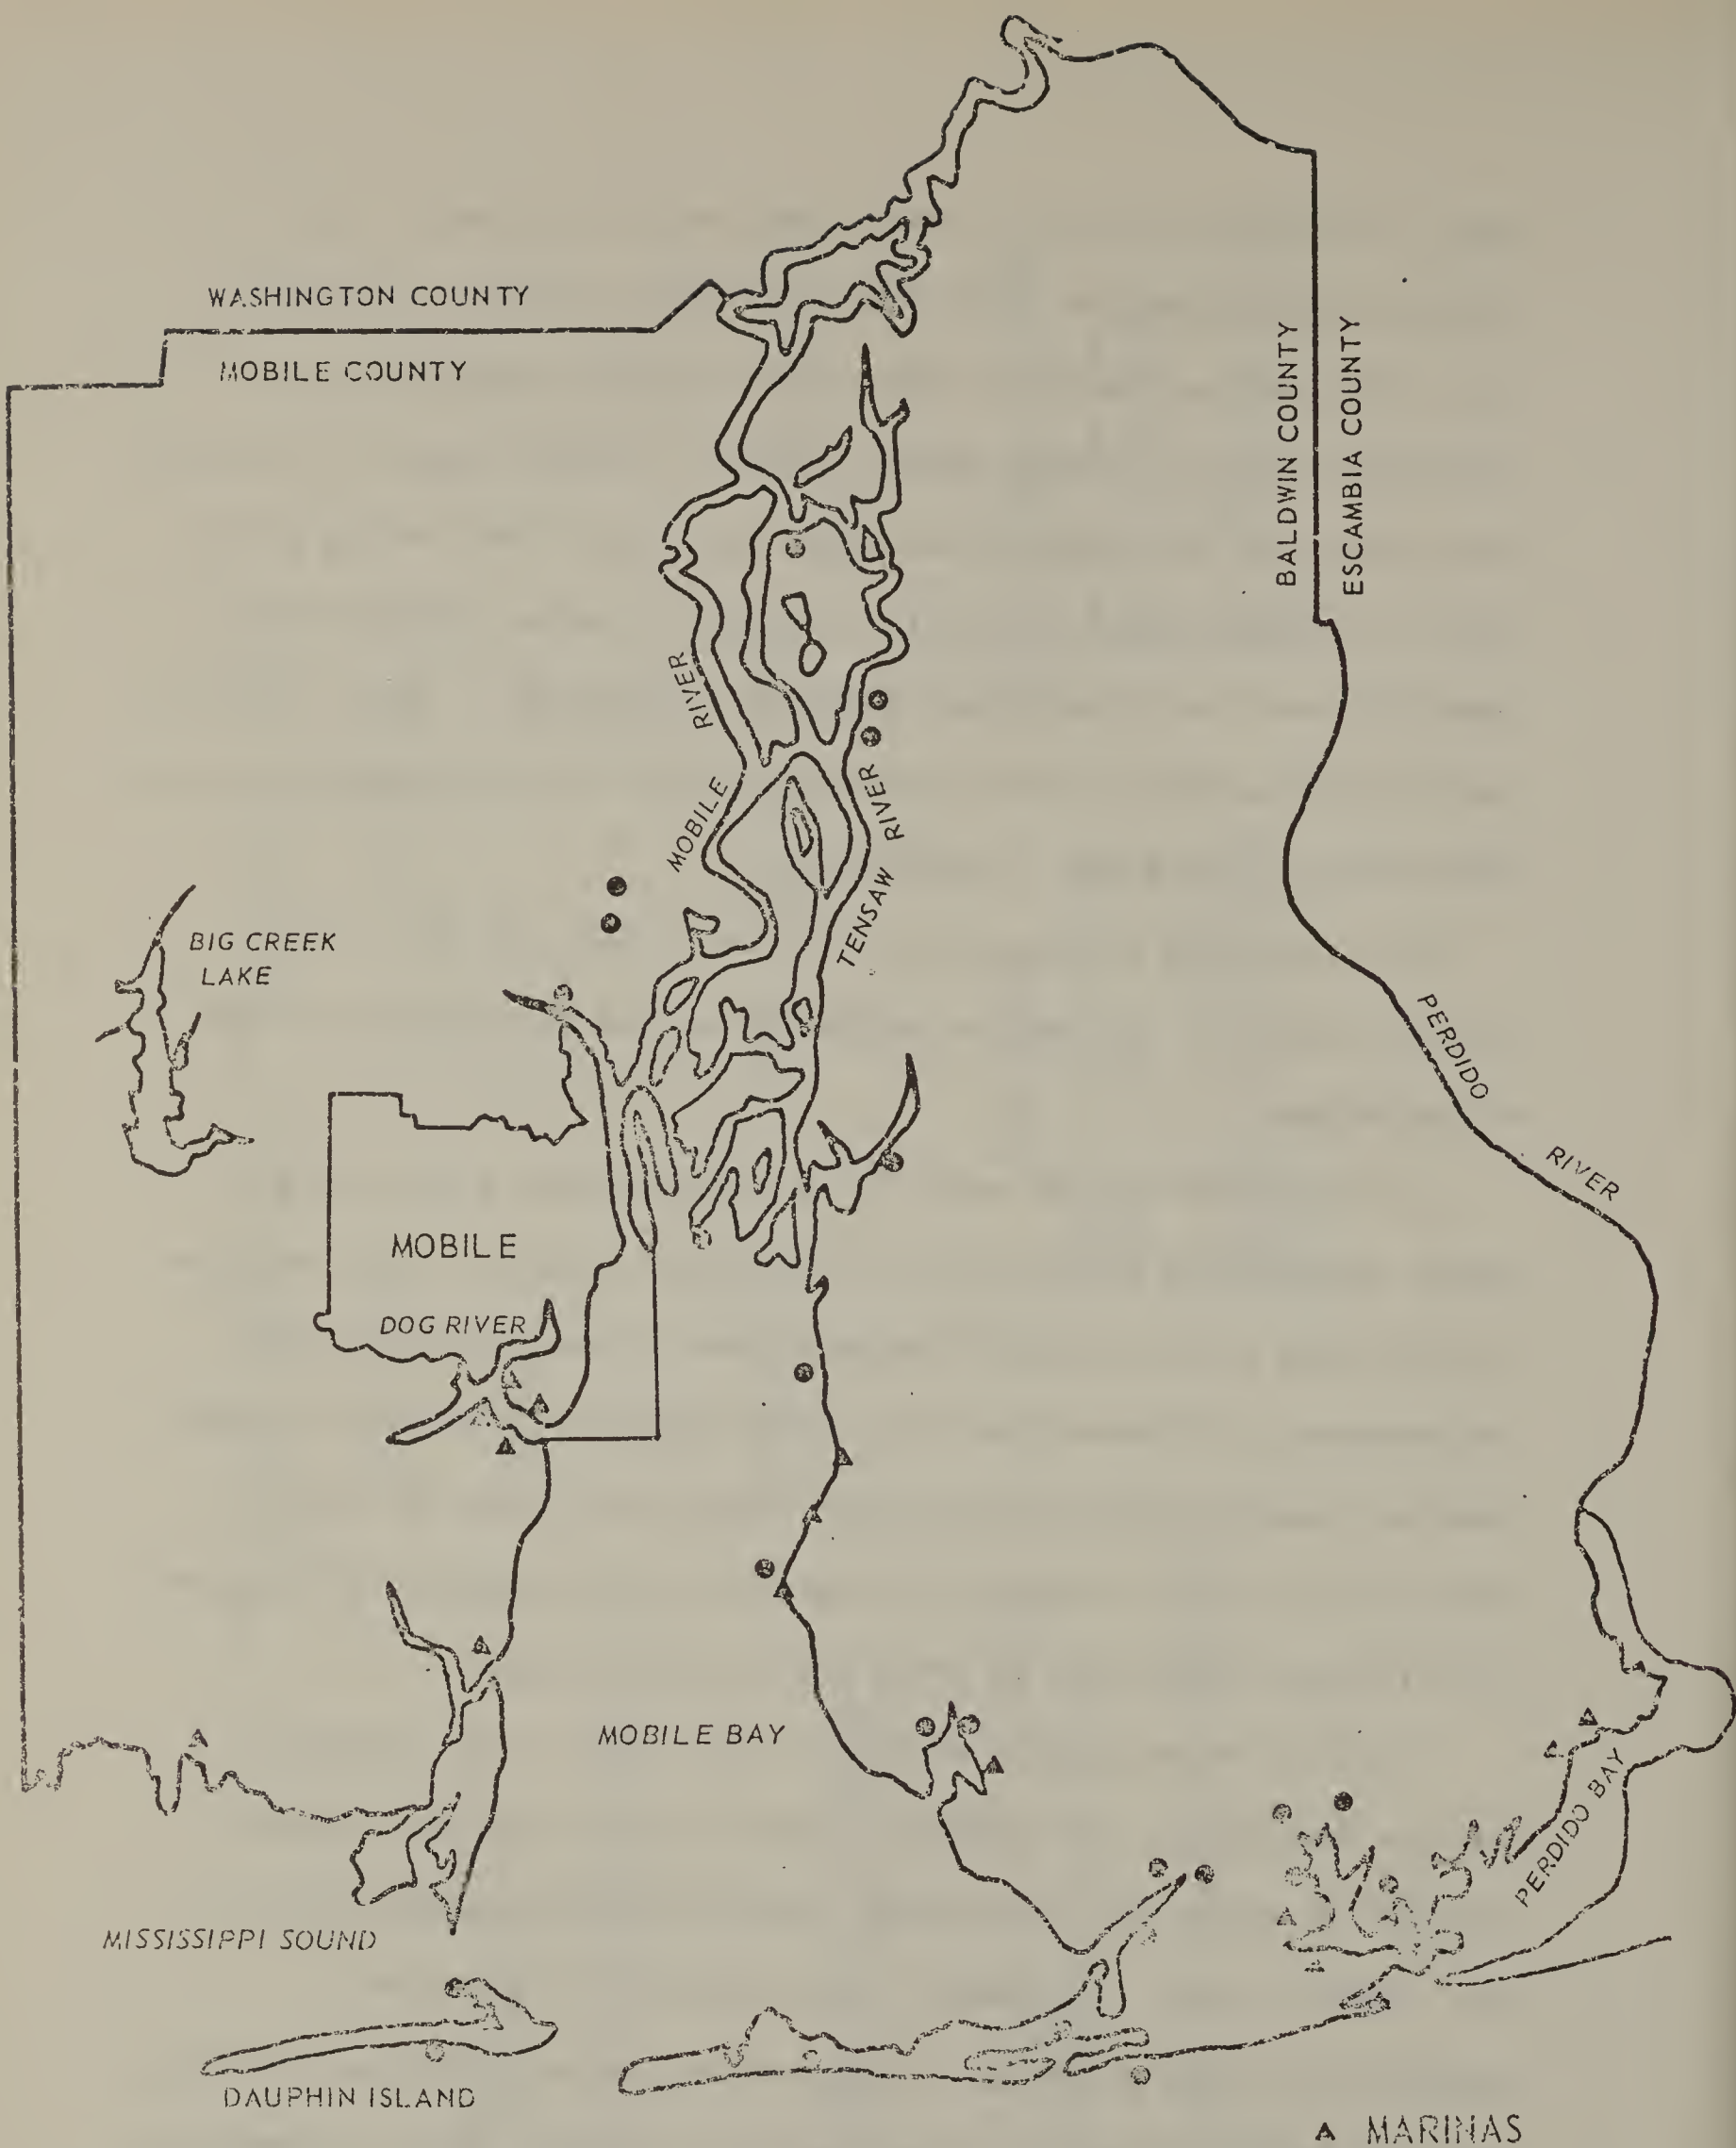 WASHINGTON COUNTY
MOBILE COUNTY
BALDWIN COUNTY
ESCAMBIA COUNTY
MOBILE RIVER
TENSAW RIVER
BIG CREEK
LAKE
PERDIDO RIVER
MOBILE
DOG RIVER
MOBILE BAY
PERDIDO BAY
MISSISSIPPI SOUND
DAUPHIN ISLAND
MARINAS